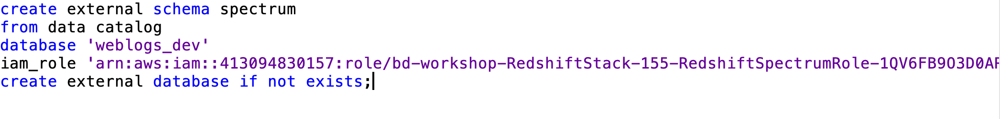 create external schema spectrum
from data catalog
database 'weblogs_dev'
iam_role 'arn:aws:iam::413094830157:role/bd-workshop-RedshiftStack-155-RedshiftSpectrumRole-1QV6FB9O3D0A
create external database if not exists;